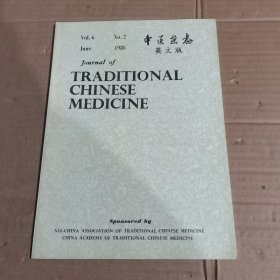 Vol. 6 No. 2 中医杂志
June 1986 英文版
Journal of
TRADITIONAL
CHINESE
MEDICINE
Sponsored by
ALL-CHINA ASSOCIATION OF TRADITIONAL CHINESE MEDICINE
CHINA ACADEMY OF TRADITIONAL CHINESE MEDICINE